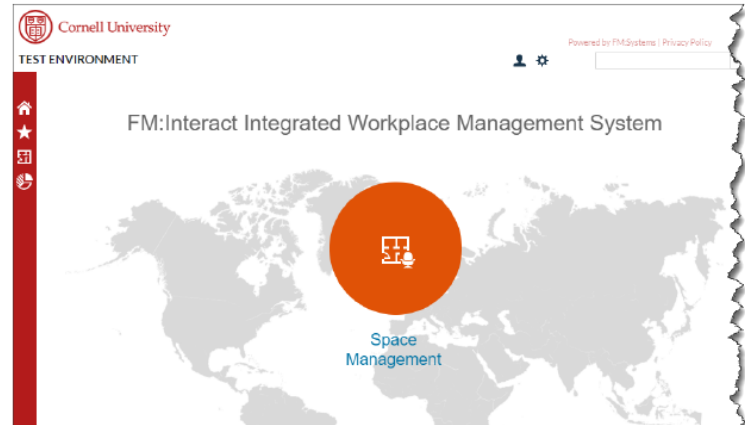 Cornell University
Powered by FM:Systems | Privacy Policy
TEST ENVIRONMENT
FM:Interact Integrated Workplace Management System
Space
Management